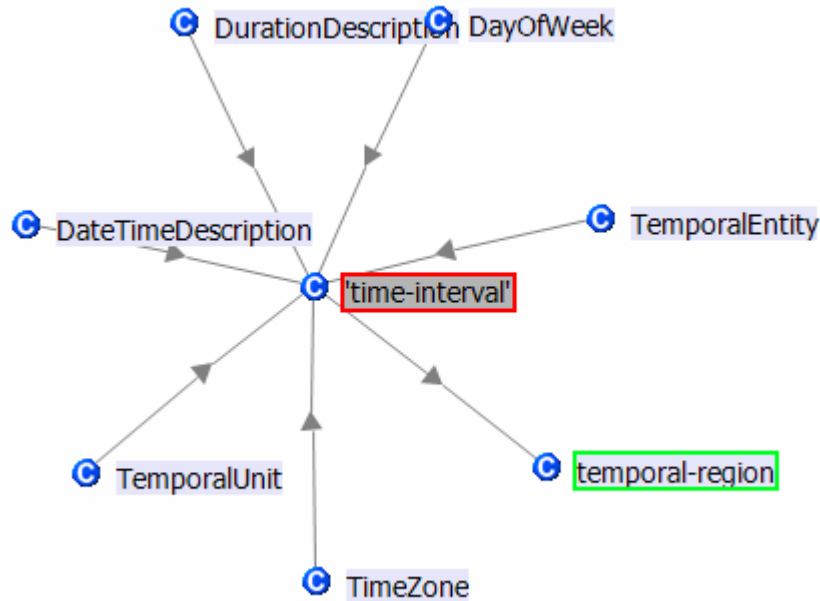 DurationDescription
DayOfWeek
DateTimeDescription
TemporalEntity
'time-interval'
TemporalUnit
temporal-region
TimeZone